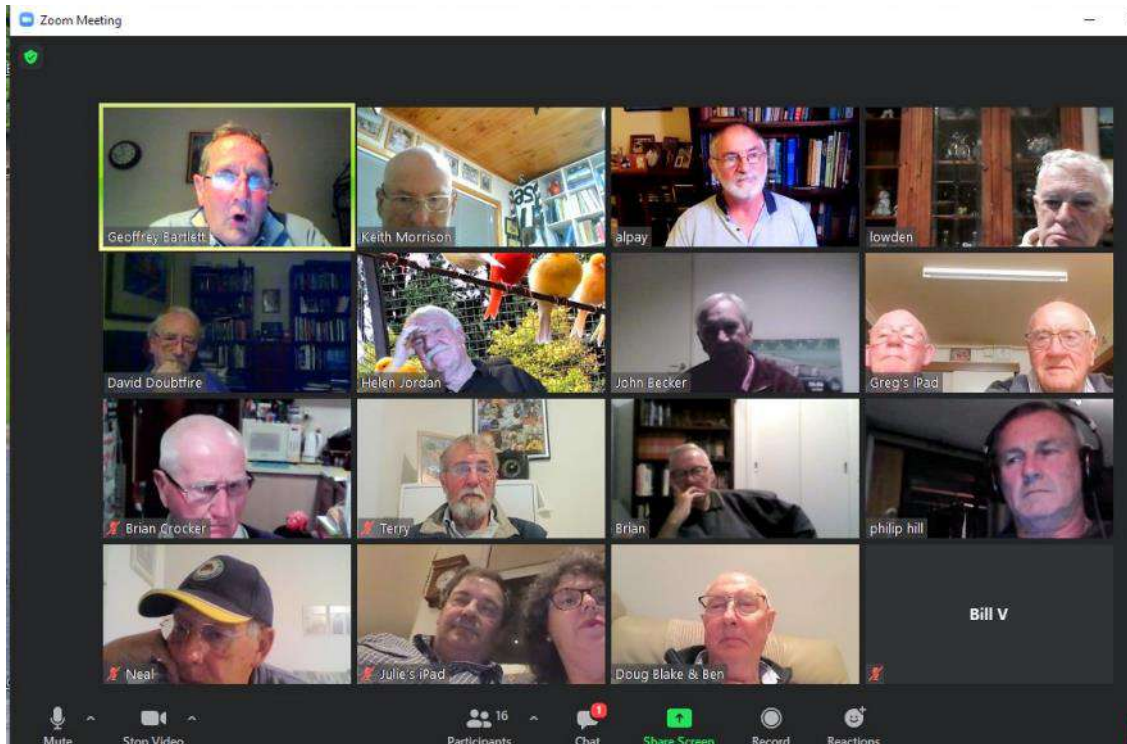 Zoom Meeting
Geoffrey Bartlett
Keith Morrison
alpay
lowden
David Doubtfire
Helen Jordan
John Becker
Greg's iPad
Brian Crocker
Terry
Brian
philip hill
Neal
Julie's iPad
Doug Blake & Ben
Bill V
16
1
Mute
Stop Video
Participants
Chat
Share Screen
Record
Reactions